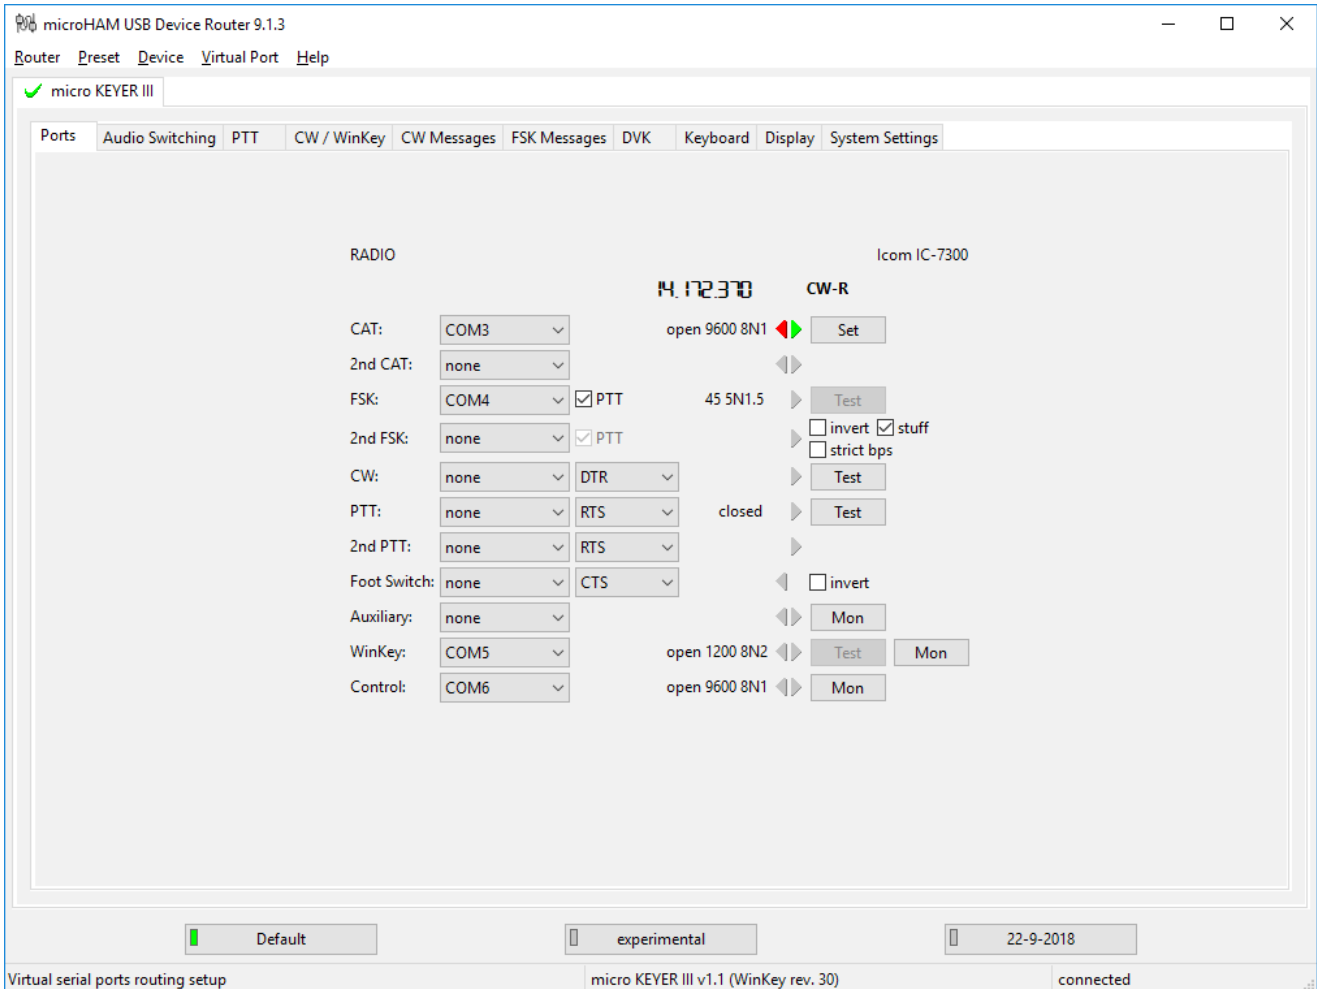 microHAM USB Device Router 9.1.3
Router Preset Device Virtual Port Help
micro KEYER III
Ports Audio Switching PTT CW / WinKey CW Messages FSK Messages DVK Keyboard Display System Settings
RADIO Icom IC-7300
14.172.370 CW-R
CAT: COM3 open 9600 8N1 Set
2nd CAT: none
FSK: COM4 PTT 45 5N1.5 Test
invert stuff
2nd FSK: none PTT
strict bps
CW: none DTR Test
PTT: none RTS closed Test
2nd PTT: none RTS
Foot Switch: none CTS invert
Auxiliary: none Mon
WinKey: COM5 open 1200 8N2 Test Mon
Control: COM6 open 9600 8N1 Mon
Default experimental 22-9-2018
Virtual serial ports routing setup micro KEYER III v1.1 (WinKey rev. 30) connected